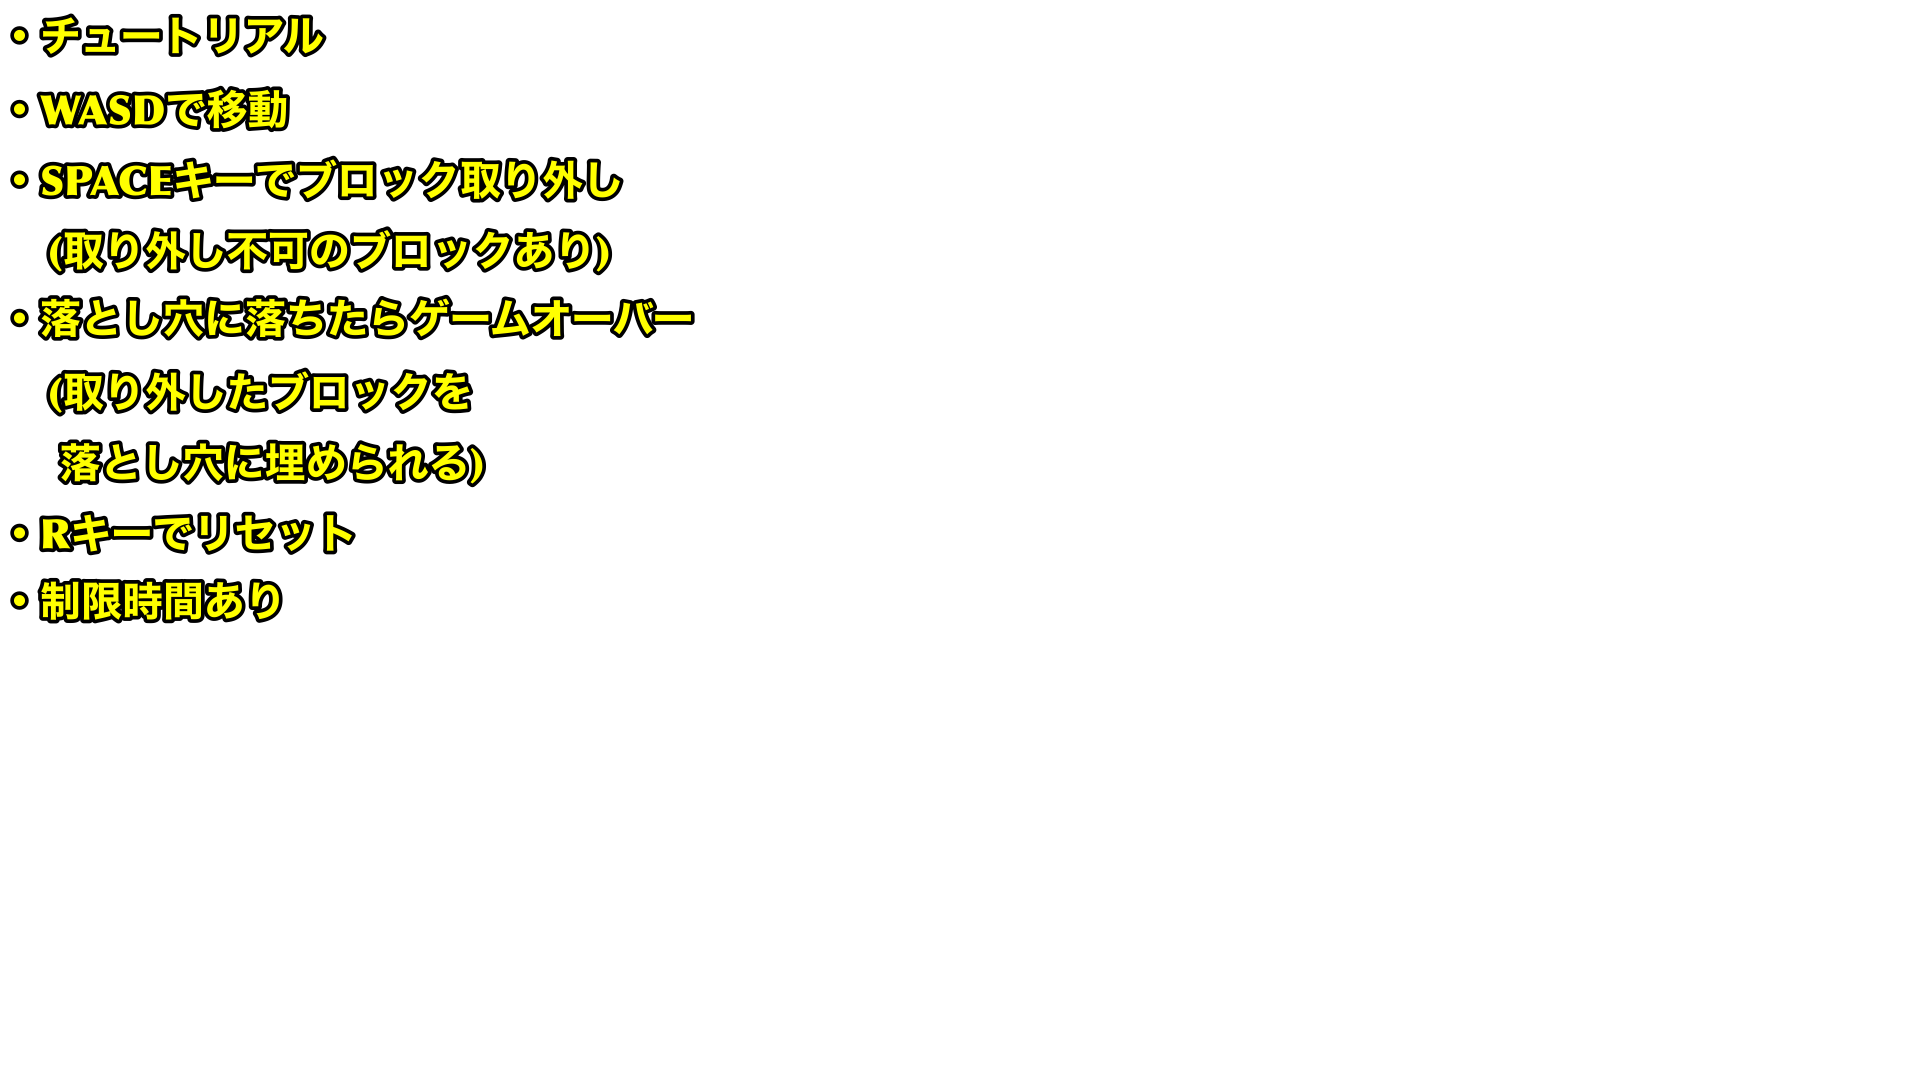 ・チュートリアル
・WASDで移動
・SPACEキーでブロック取り外し
(取り外し不可のブロックあり)
・落とし穴に落ちたらゲームオーバー
(取り外したブロックを
落とし穴に埋められる)
・Rキーでリセット
・制限時間あり